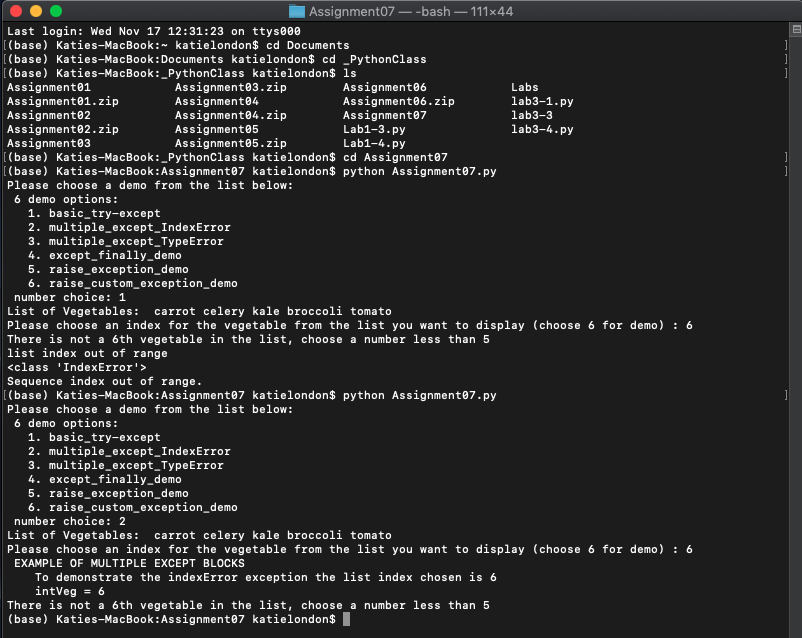 Assignment07 — -bash — 111×44
Last login: Wed Nov 17 12:31:23 on ttys000
[(base) Katies-MacBook:~ katielondon$ cd Documents ]
[(base) Katies-MacBook:Documents katielondon$ cd _PythonClass ]
[(base) Katies-MacBook:_PythonClass katielondon$ ls ]
Assignment01 Assignment03.zip Assignment06 Labs
Assignment01.zip Assignment04 Assignment06.zip lab3-1.py
Assignment02 Assignment04.zip Assignment07 lab3-3
Assignment02.zip Assignment05 Lab1-3.py lab3-4.py
Assignment03 Assignment05.zip Lab1-4.py
[(base) Katies-MacBook:_PythonClass katielondon$ cd Assignment07 ]
[(base) Katies-MacBook:Assignment07 katielondon$ python Assignment07.py ]
Please choose a demo from the list below:
6 demo options:
1. basic_try-except
2. multiple_except_IndexError
3. multiple_except_TypeError
4. except_finally_demo
5. raise_exception_demo
6. raise_custom_exception_demo
number choice: 1
List of Vegetables: carrot celery kale broccoli tomato
Please choose an index for the vegetable from the list you want to display (choose 6 for demo) : 6
There is not a 6th vegetable in the list, choose a number less than 5
list index out of range
<class 'IndexError'>
Sequence index out of range.
[(base) Katies-MacBook:Assignment07 katielondon$ python Assignment07.py ]
Please choose a demo from the list below:
6 demo options:
1. basic_try-except
2. multiple_except_IndexError
3. multiple_except_TypeError
4. except_finally_demo
5. raise_exception_demo
6. raise_custom_exception_demo
number choice: 2
List of Vegetables: carrot celery kale broccoli tomato
Please choose an index for the vegetable from the list you want to display (choose 6 for demo) : 6
EXAMPLE OF MULTIPLE EXCEPT BLOCKS
To demonstrate the indexError exception the list index chosen is 6
intVeg = 6
There is not a 6th vegetable in the list, choose a number less than 5
(base) Katies-MacBook:Assignment07 katielondon$